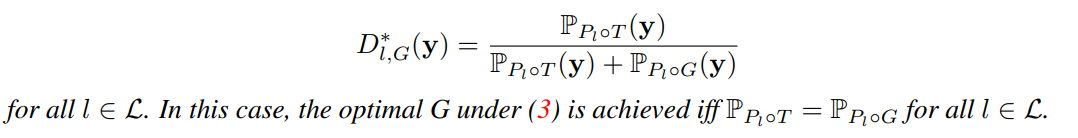 D*_{l,G}(y) = \frac{ℙ_{P_l∘T}(y)}{ℙ_{P_l∘T}(y) + ℙ_{P_l∘G}(y)}
for all l ∈ ℒ. In this case, the optimal G under (3) is achieved iff ℙ_{P_l∘T} = ℙ_{P_l∘G} for all l ∈ ℒ.